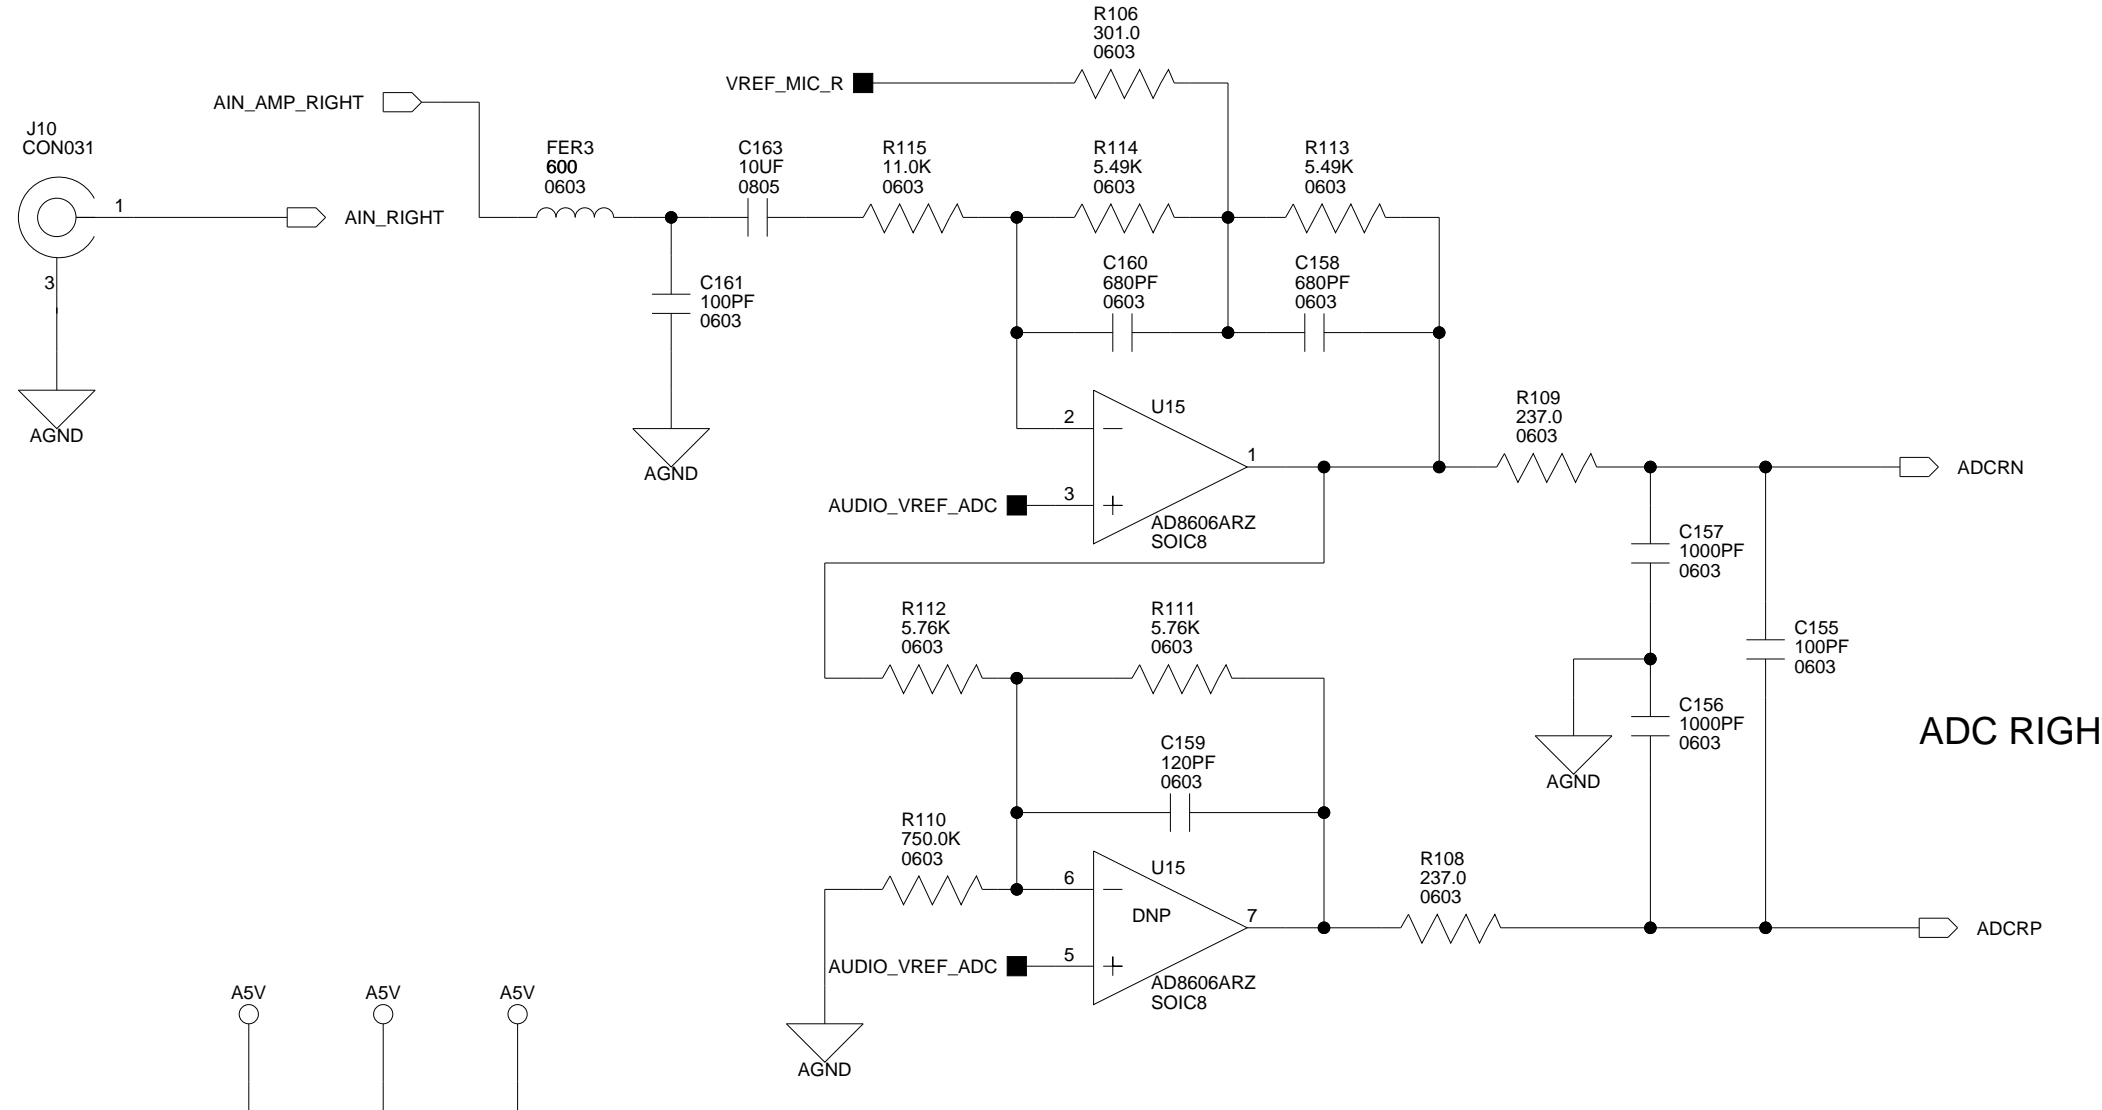 R106
301.0
0603
VREF_MIC_R
AIN_AMP_RIGHT
J10
CON031
1
AIN_RIGHT
3
AGND
FER3
600
0603
C163
10UF
0805
R115
11.0K
0603
R114
5.49K
0603
R113
5.49K
0603
C161
100PF
0603
AGND
C160
680PF
0603
C158
680PF
0603
2
U15
1
3
AUDIO_VREF_ADC
AD8606ARZ
SOIC8
R109
237.0
0603
ADCRN
C157
1000PF
0603
R112
5.76K
0603
R111
5.76K
0603
C155
100PF
0603
C156
1000PF
0603
AGND
ADC RIGH
C159
120PF
0603
R110
750.0K
0603
6
U15
DNP
7
5
AUDIO_VREF_ADC
AD8606ARZ
SOIC8
R108
237.0
0603
ADCRP
AGND
A5V
A5V
A5V